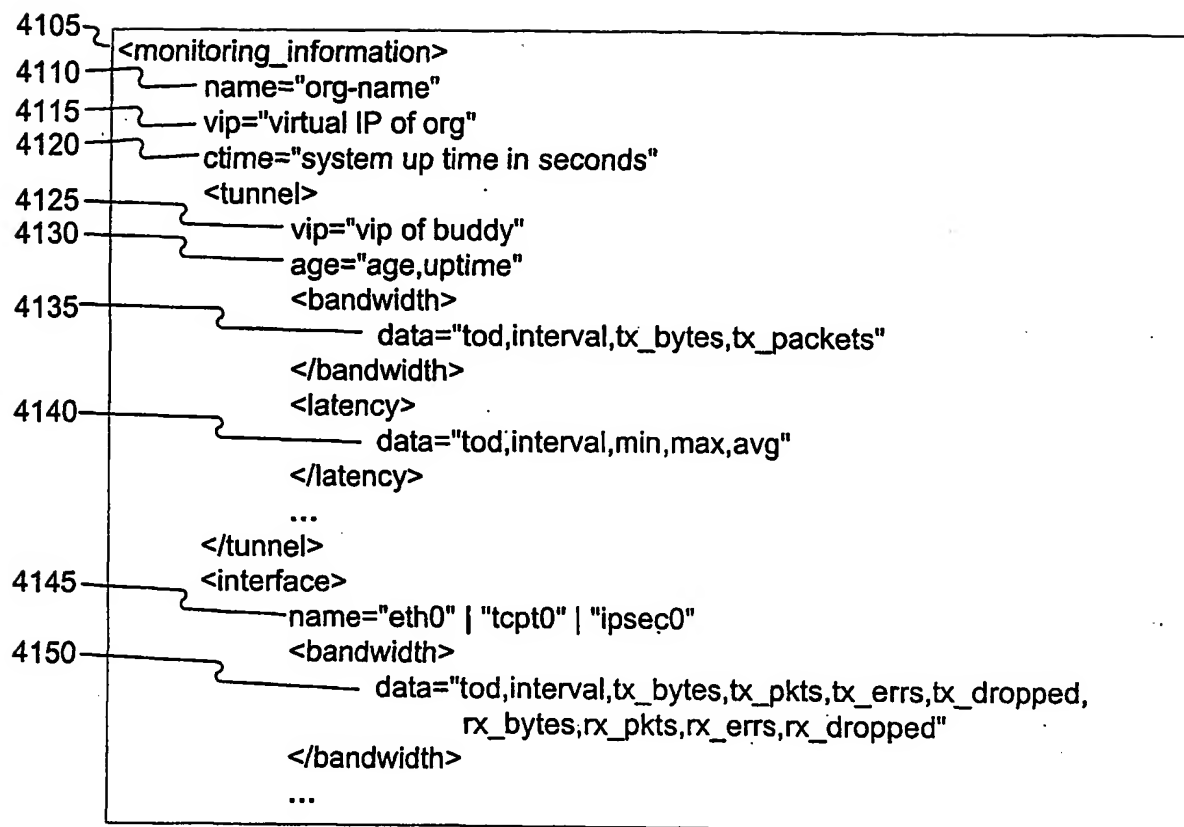 4105 <monitoring_information>
4110 name="org-name"
4115 vip="virtual IP of org"
4120 ctime="system up time in seconds"
<tunnel>
4125 vip="vip of buddy"
4130 age="age,uptime"
<bandwidth>
4135 data="tod,interval,tx_bytes,tx_packets"
</bandwidth>
<latency>
4140 data="tod,interval,min,max,avg"
</latency>
...
</tunnel>
<interface>
4145 name="eth0" | "tcpt0" | "ipsec0"
<bandwidth>
4150 data="tod,interval,tx_bytes,tx_pkts,tx_errs,tx_dropped,
rx_bytes,rx_pkts,rx_errs,rx_dropped"
</bandwidth>
...